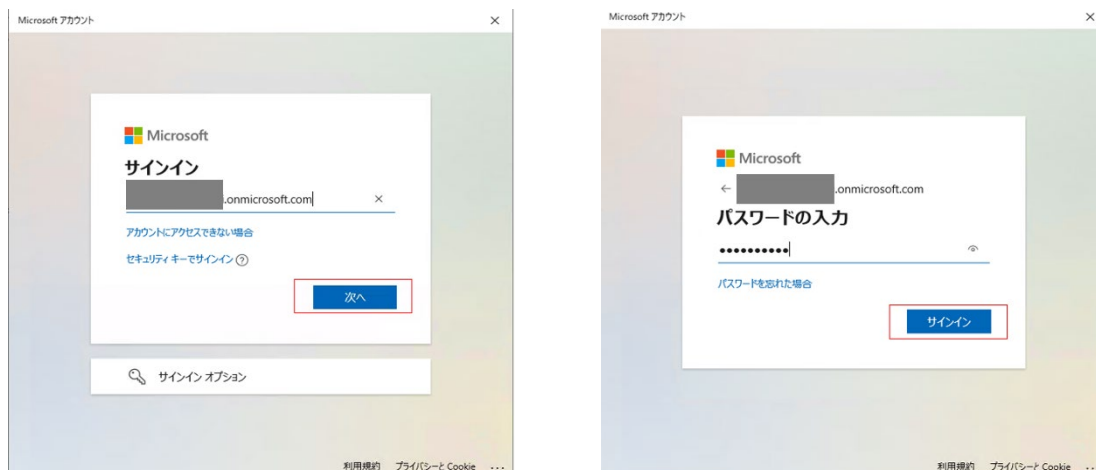 Microsoft アカウント
Microsoft
サインイン
i.onmicrosoft.com
アカウントにアクセスできない場合
セキュリティ キーでサインイン
次へ
サインイン オプション
利用規約 プライバシーと Cookie ...
Microsoft アカウント
Microsoft
.onmicrosoft.com
パスワードの入力
パスワードを忘れた場合
サインイン
利用規約 プライバシーと Cookie